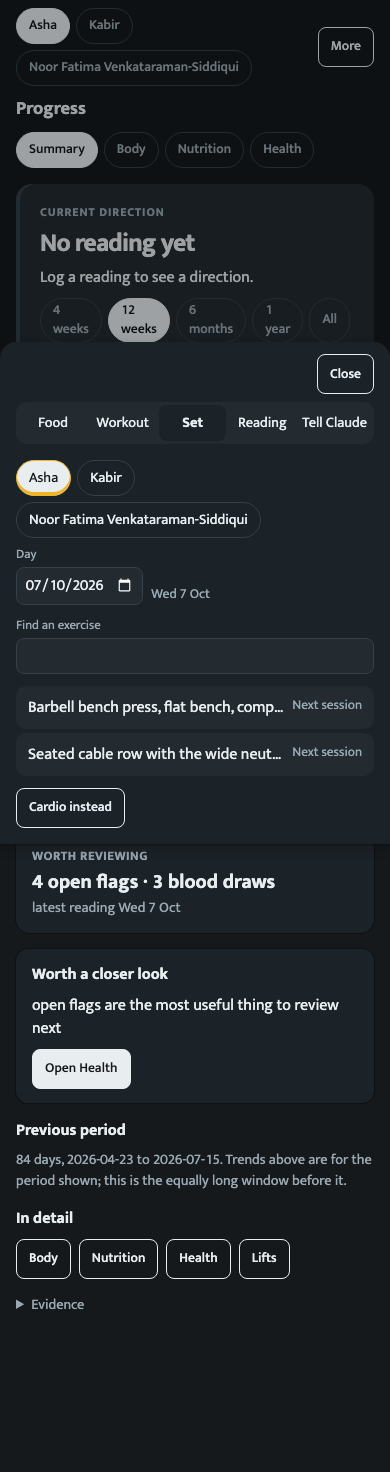 Asha Kabir
More
Noor Fatima Venkataraman-Siddiqui
Progress
Summary Body Nutrition Health
CURRENT DIRECTION
No reading yet
Log a reading to see a direction.
4 weeks 12 weeks 6 months 1 year All
Close
Food Workout Set Reading Tell Claude
Asha Kabir
Noor Fatima Venkataraman-Siddiqui
Day
07/10/2026 Wed 7 Oct
Find an exercise
Barbell bench press, flat bench, comp... Next session
Seated cable row with the wide neut... Next session
Cardio instead
WORTH REVIEWING
4 open flags · 3 blood draws
latest reading Wed 7 Oct
Worth a closer look
open flags are the most useful thing to review
next
Open Health
Previous period
84 days, 2026-04-23 to 2026-07-15. Trends above are for the
period shown; this is the equally long window before it.
In detail
Body Nutrition Health Lifts
Evidence